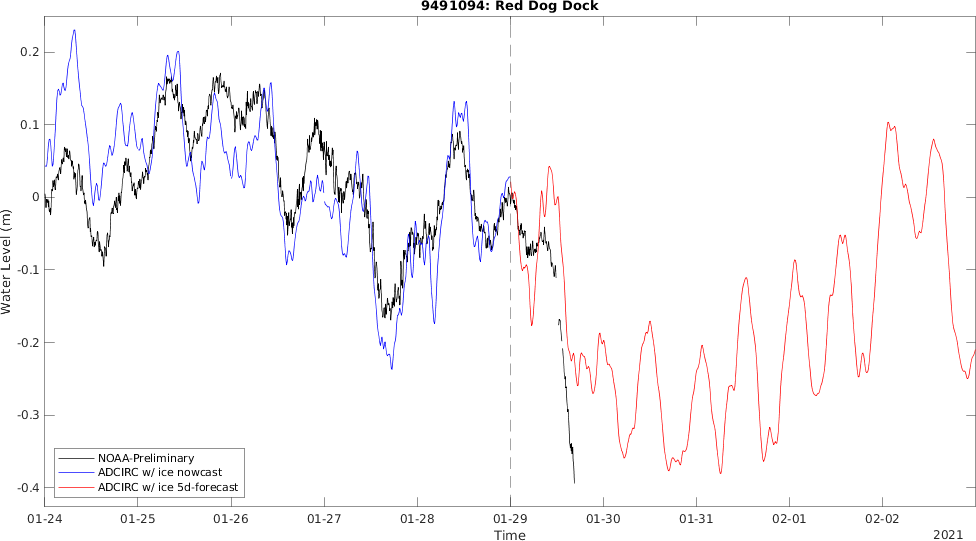 9491094: Red Dog Dock
Water Level (m)
0.2
0.1
0
-0.1
-0.2
-0.3
-0.4
NOAA-Preliminary
ADCIRC w/ ice nowcast
ADCIRC w/ ice 5d-forecast
01-24 01-25 01-26 01-27 01-28 01-29 01-30 01-31 02-01 02-02
Time
2021